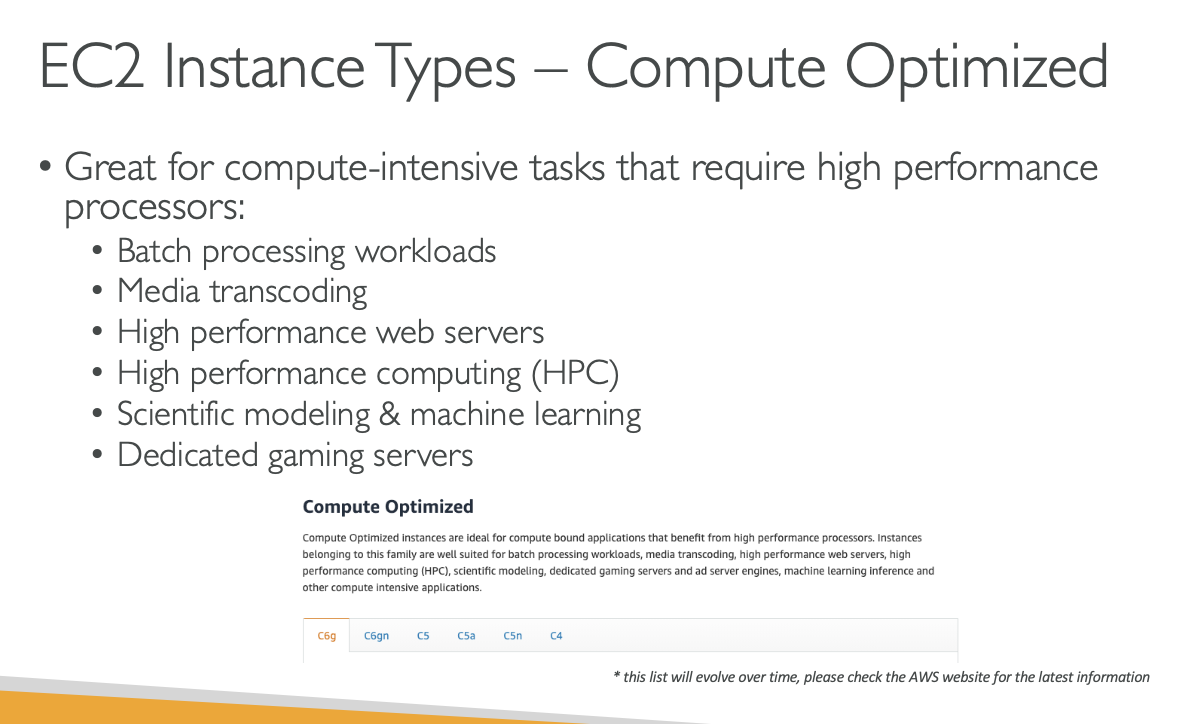 EC2 Instance Types – Compute Optimized
• Great for compute-intensive tasks that require high performance
processors:
• Batch processing workloads
• Media transcoding
• High performance web servers
• High performance computing (HPC)
• Scientific modeling & machine learning
• Dedicated gaming servers
Compute Optimized
Compute Optimized instances are ideal for compute bound applications that benefit from high performance processors. Instances
belonging to this family are well suited for batch processing workloads, media transcoding, high performance web servers, high
performance computing (HPC), scientific modeling, dedicated gaming servers and ad server engines, machine learning inference and
other compute intensive applications.
C6g C6gn C5 C5a C5n C4
* this list will evolve over time, please check the AWS website for the latest information